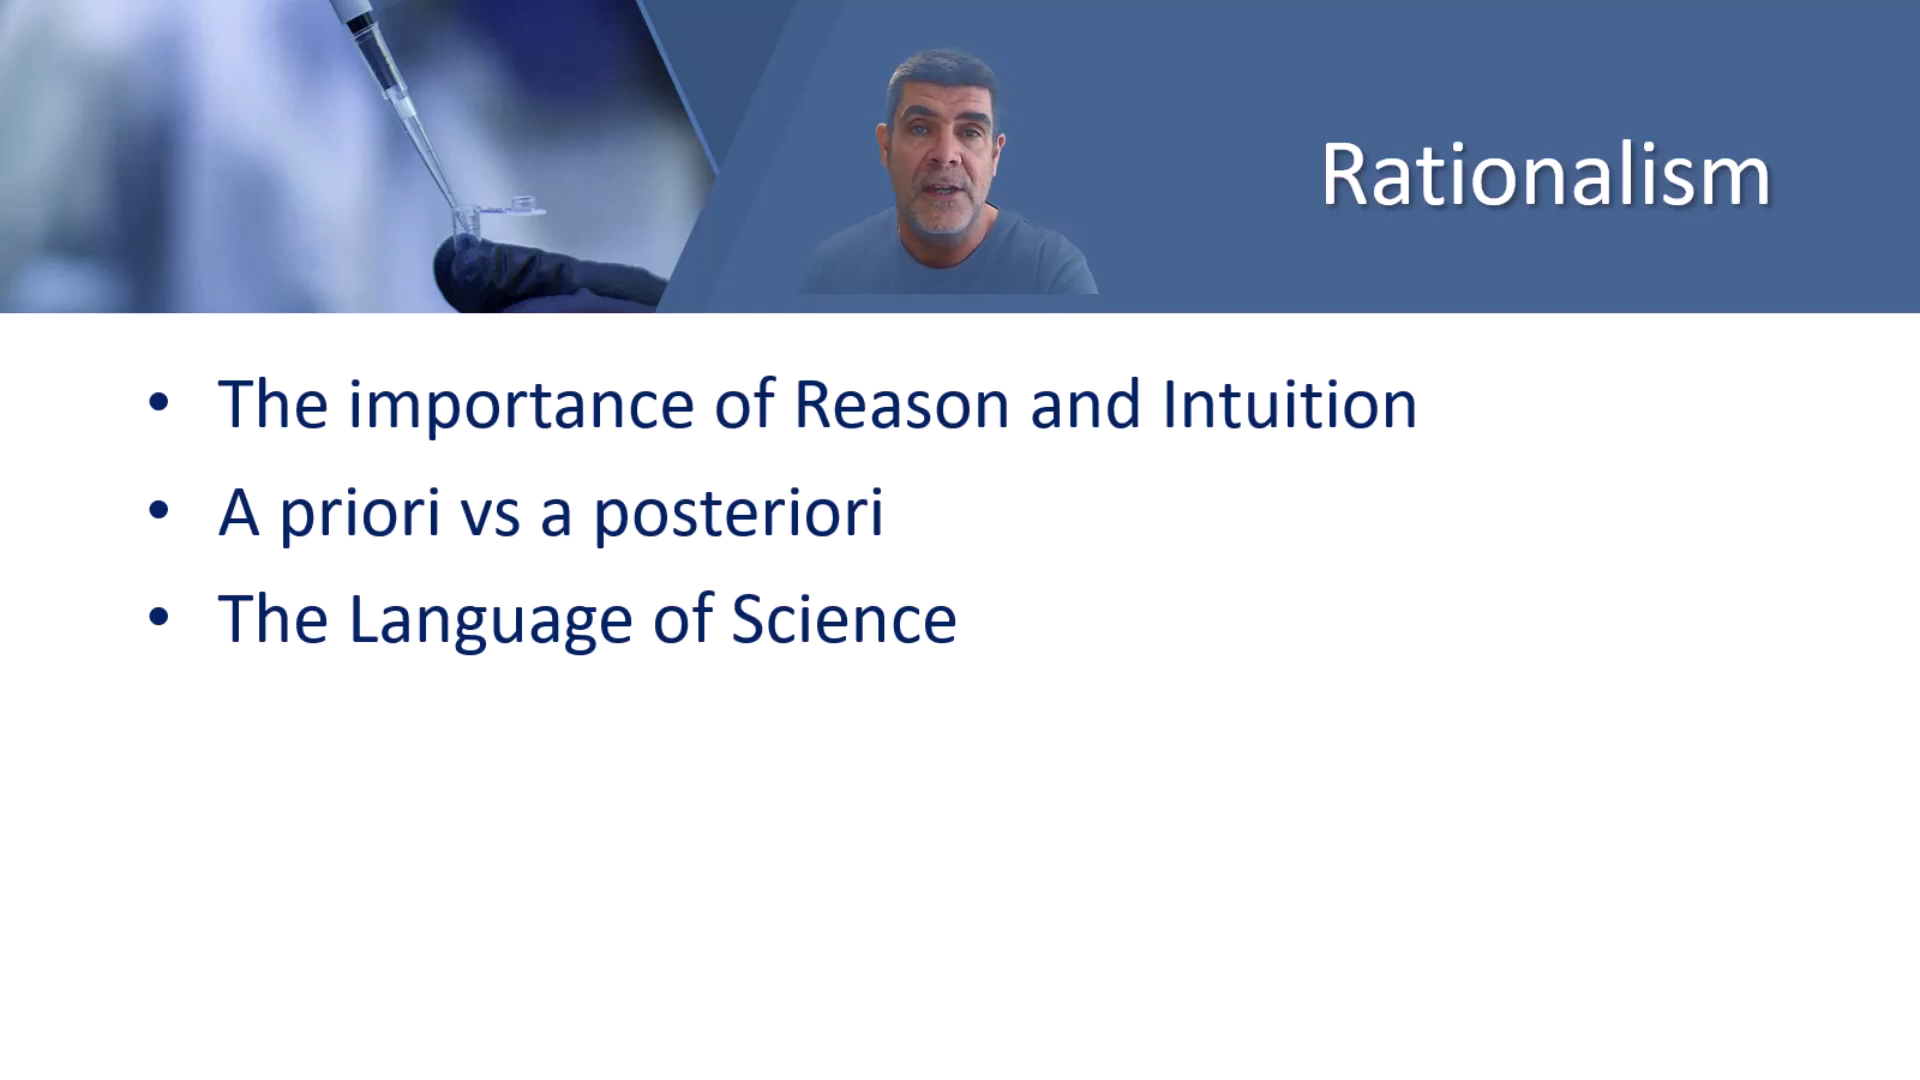 Rationalism
• The importance of Reason and Intuition
• A priori vs a posteriori
• The Language of Science